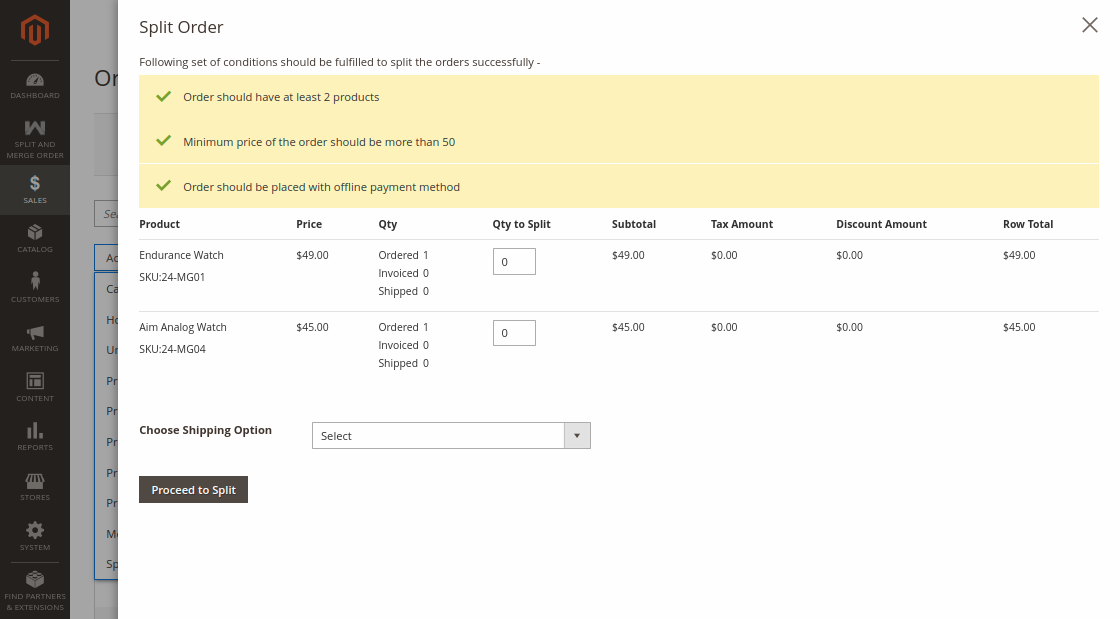 DASHBOARD
SPLIT AND
MERGE ORDER
SALES
CATALOG
CUSTOMERS
MARKETING
CONTENT
REPORTS
STORES
SYSTEM
FIND PARTNERS
& EXTENSIONS
Split Order
Following set of conditions should be fulfilled to split the orders successfully -
Order should have at least 2 products
Minimum price of the order should be more than 50
Order should be placed with offline payment method
Product Price Qty Qty to Split Subtotal Tax Amount Discount Amount Row Total
Endurance Watch $49.00 Ordered 1 0 $49.00 $0.00 $0.00 $49.00
SKU:24-MG01 Invoiced 0
Shipped 0
Aim Analog Watch $45.00 Ordered 1 0 $45.00 $0.00 $0.00 $45.00
SKU:24-MG04 Invoiced 0
Shipped 0
Choose Shipping Option Select
Proceed to Split